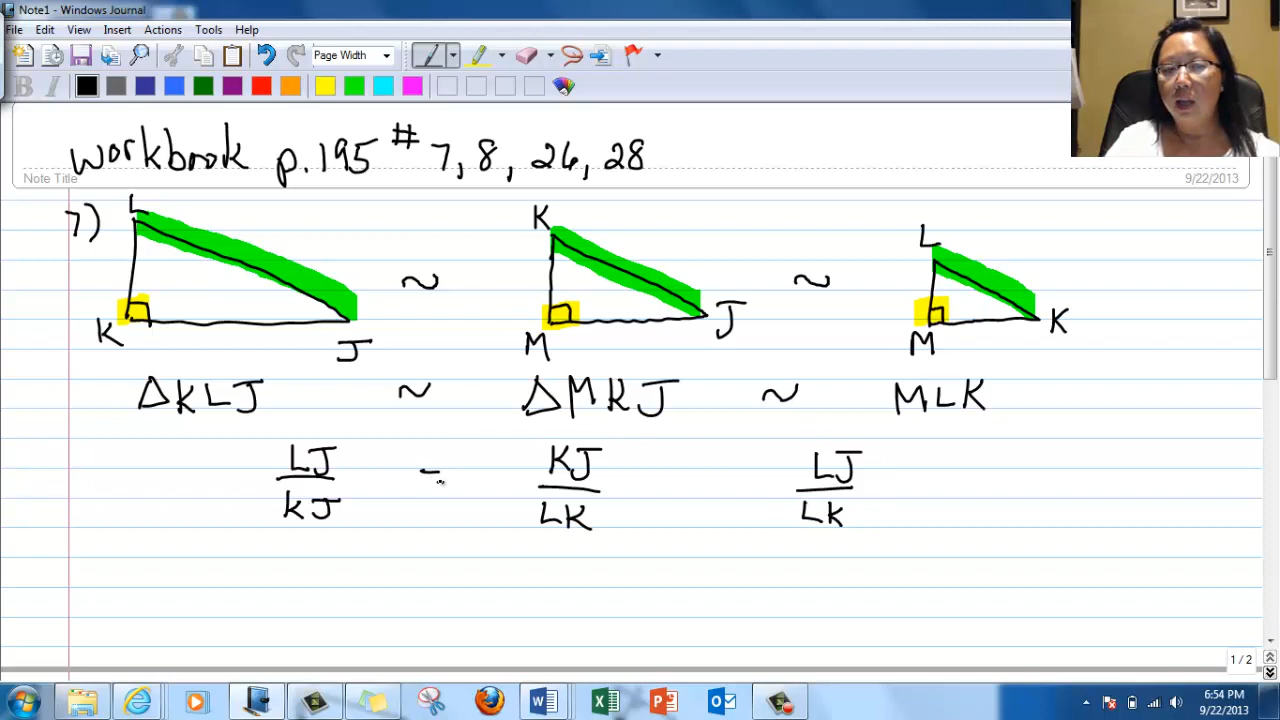 Note1 - Windows Journal
File Edit View Insert Actions Tools Help
Page Width
B I
workbook p.195 # 7, 8, 26, 28
Note Title
9/22/2013
7)
L K L
~ ~
K J M J M K
△KLJ ~ △MKJ ~ MLK
LJ - KJ LJ
KJ LK LK
1 / 2
6:54 PM
9/22/2013